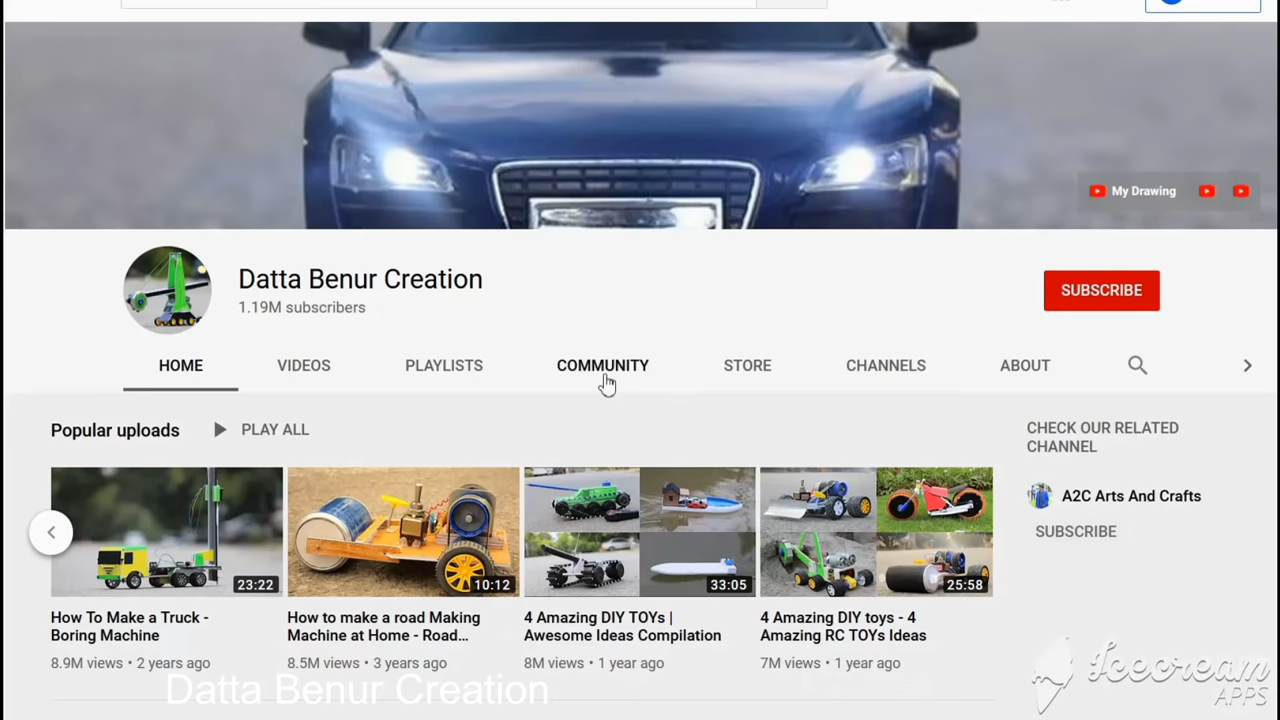 My Drawing
Datta Benur Creation
1.19M subscribers
SUBSCRIBE
HOME VIDEOS PLAYLISTS COMMUNITY STORE CHANNELS ABOUT
Popular uploads PLAY ALL
CHECK OUR RELATED
CHANNEL
A2C Arts And Crafts
SUBSCRIBE
23:22 10:12 33:05 25:58
How To Make a Truck -
Boring Machine
8.9M views • 2 years ago
How to make a road Making
Machine at Home - Road...
8.5M views • 3 years ago
4 Amazing DIY TOYs |
Awesome Ideas Compilation
8M views • 1 year ago
4 Amazing DIY toys - 4
Amazing RC TOYs Ideas
7M views • 1 year ago
Datta Benur Creation
Icecream
APPS